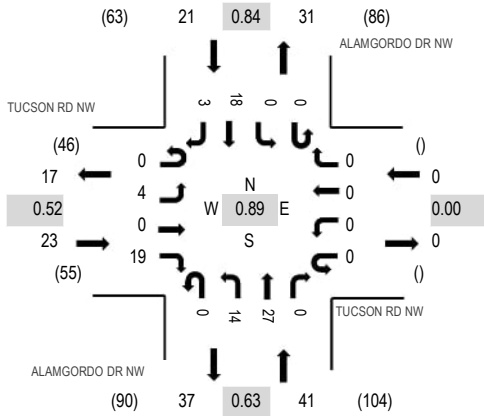 (63) 21 0.84 31 (86)
ALAMGORDO DR NW
3 18 0 0
TUCSON RD NW
(46)
17
0.52
23
(55)
0
4
0
19
N
W 0.89 E
S
0
0
0
0
()
0
0.00
0
()
0 14 27 0
TUCSON RD NW
ALAMGORDO DR NW
(90) 37 0.63 41 (104)